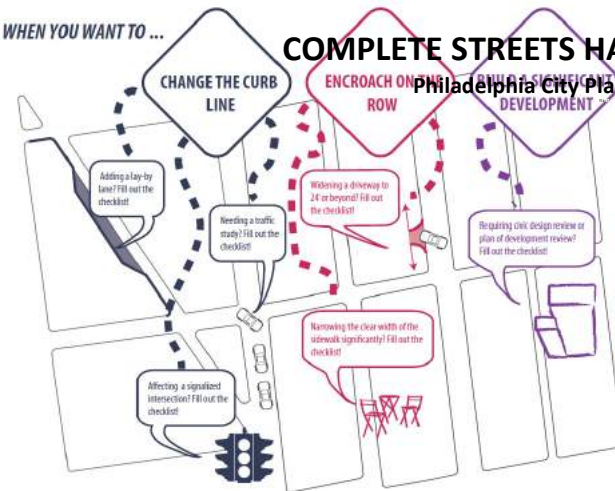 WHEN YOU WANT TO ...
COMPLETE STREETS HA
Philadelphia City Pla
CHANGE THE CURB
LINE
ENCROACH ON THE
ROW
BUILD A SIGNIFICANT
DEVELOPMENT
Adding a lay-by
lane? Fill out the
checklist!
Needing a traffic
study? Fill out the
checklist!
Widening a driveway to
24' or beyond? Fill out
the checklist!
Requiring civic design review or
plan of development review?
Fill out the checklist!
Narrowing the clear width of the
sidewalk significantly? Fill out the
checklist!
Affecting a signalized
intersection? Fill out the
checklist!